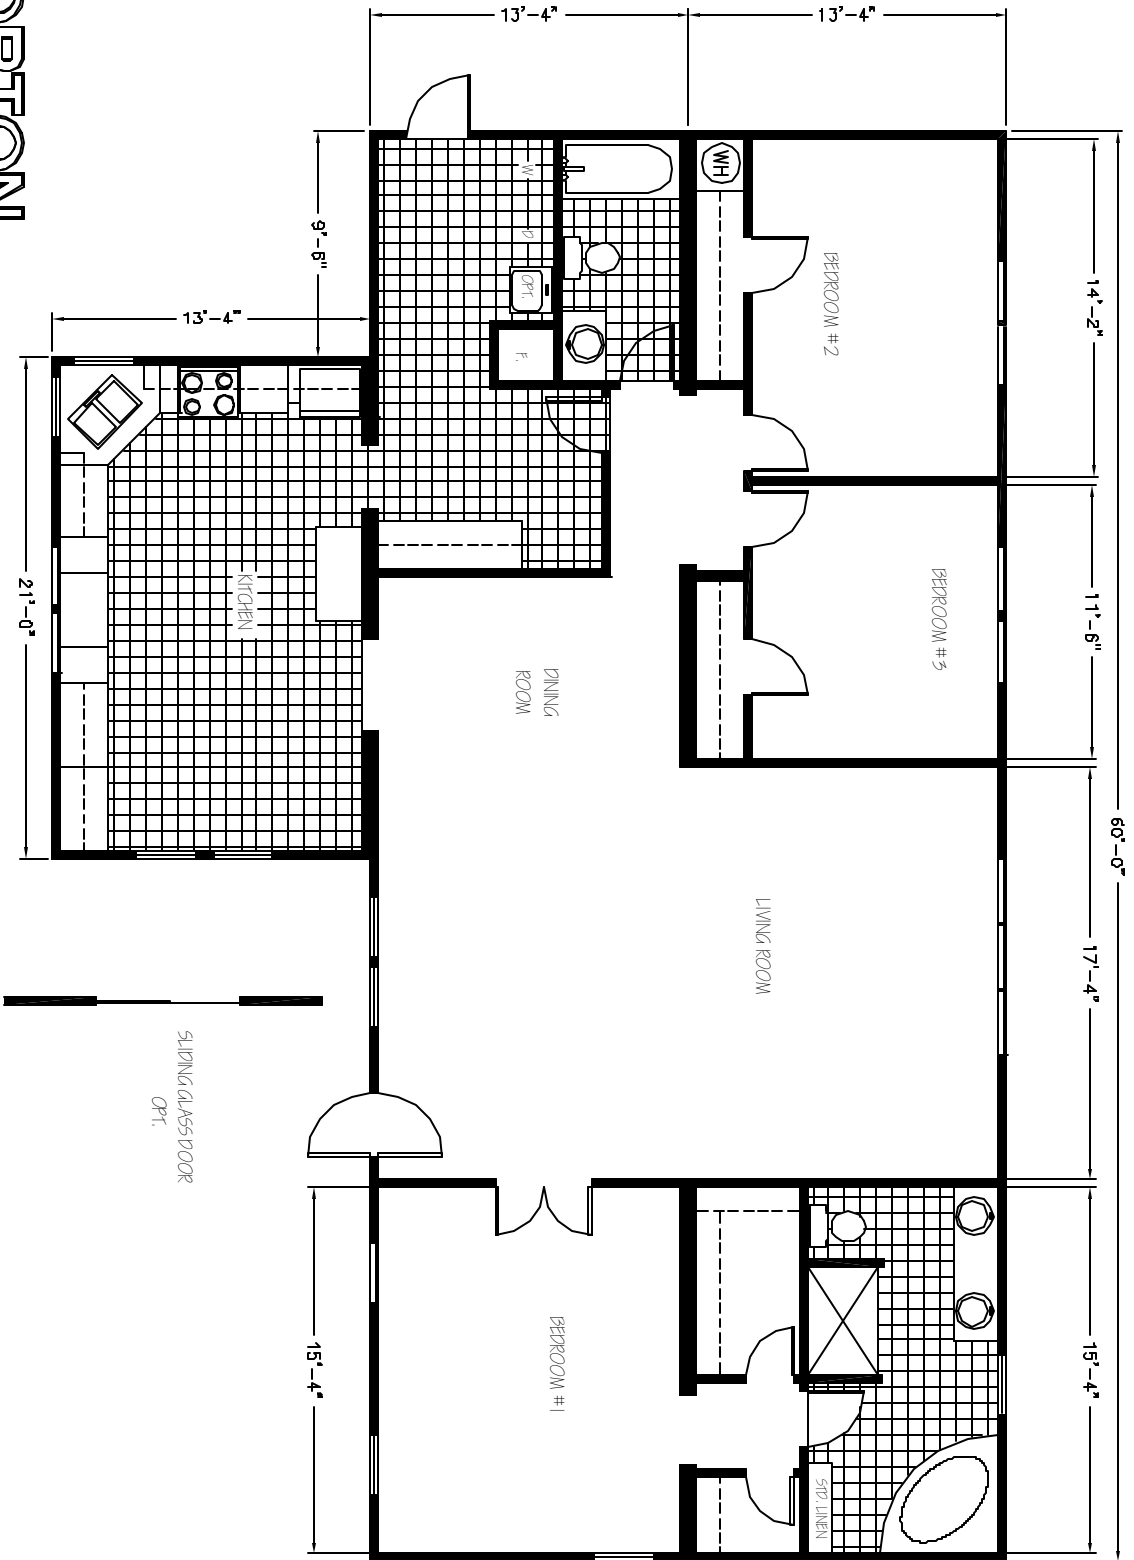 60'-0"
14'-2"
11'-6"
17'-4"
15'-4"
13'-4"
BEDROOM #2
BEDROOM #3
LIVING ROOM
STD. LINEN
WH
13'-4"
W
D
OPT.
F.
DINING
ROOM
BEDROOM #1
9'-6"
15'-4"
13'-4"
KITCHEN
21'-0"
SLIDING GLASS DOOR
OPT.
RTON